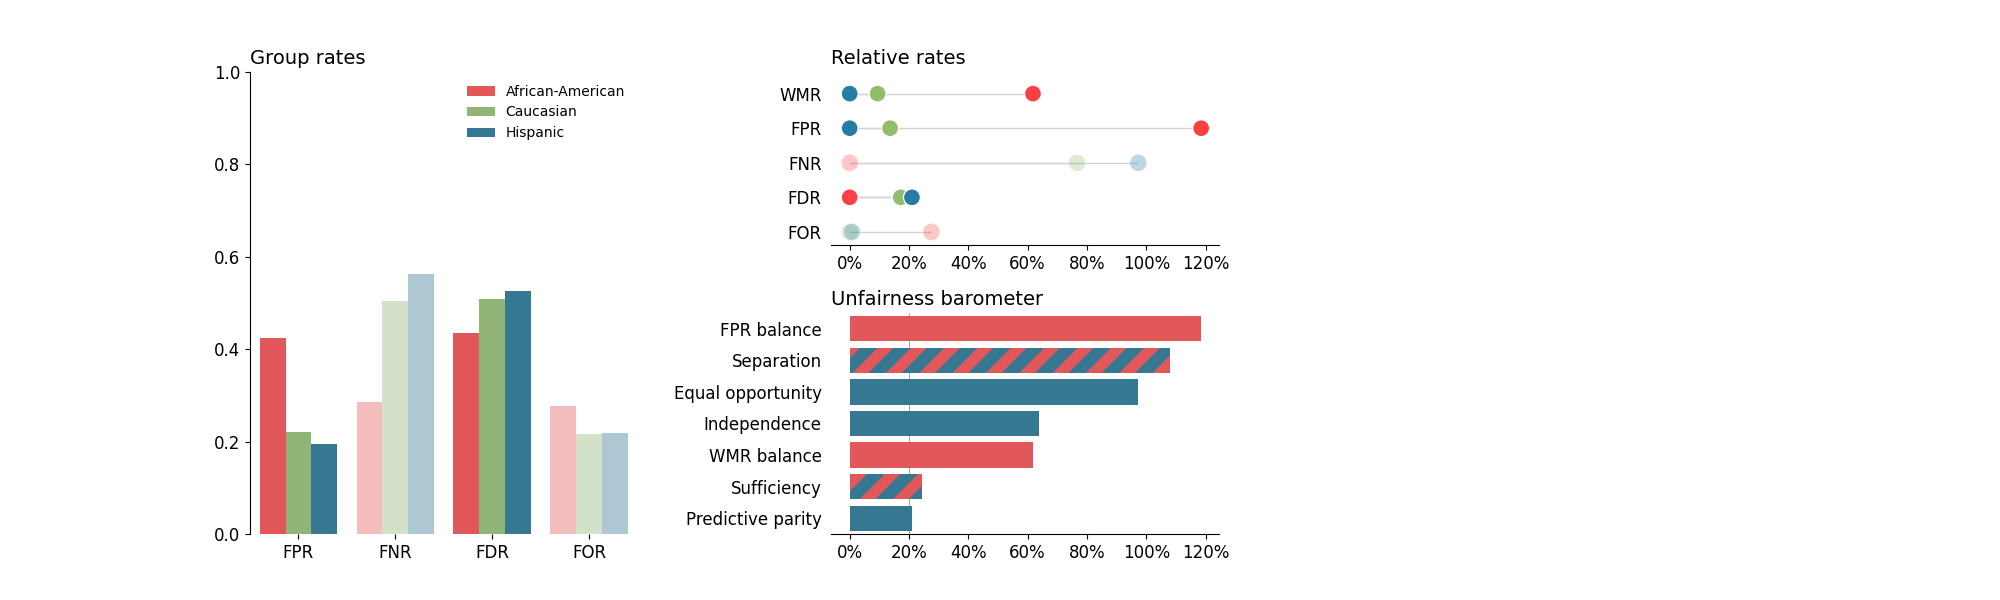 Group rates
1.0
0.8
0.6
0.4
0.2
0.0
African-American
Caucasian
Hispanic
FPR FNR FDR FOR
Relative rates
WMR
FPR
FNR
FDR
FOR
0% 20% 40% 60% 80% 100% 120%
Unfairness barometer
FPR balance
Separation
Equal opportunity
Independence
WMR balance
Sufficiency
Predictive parity
0% 20% 40% 60% 80% 100% 120%